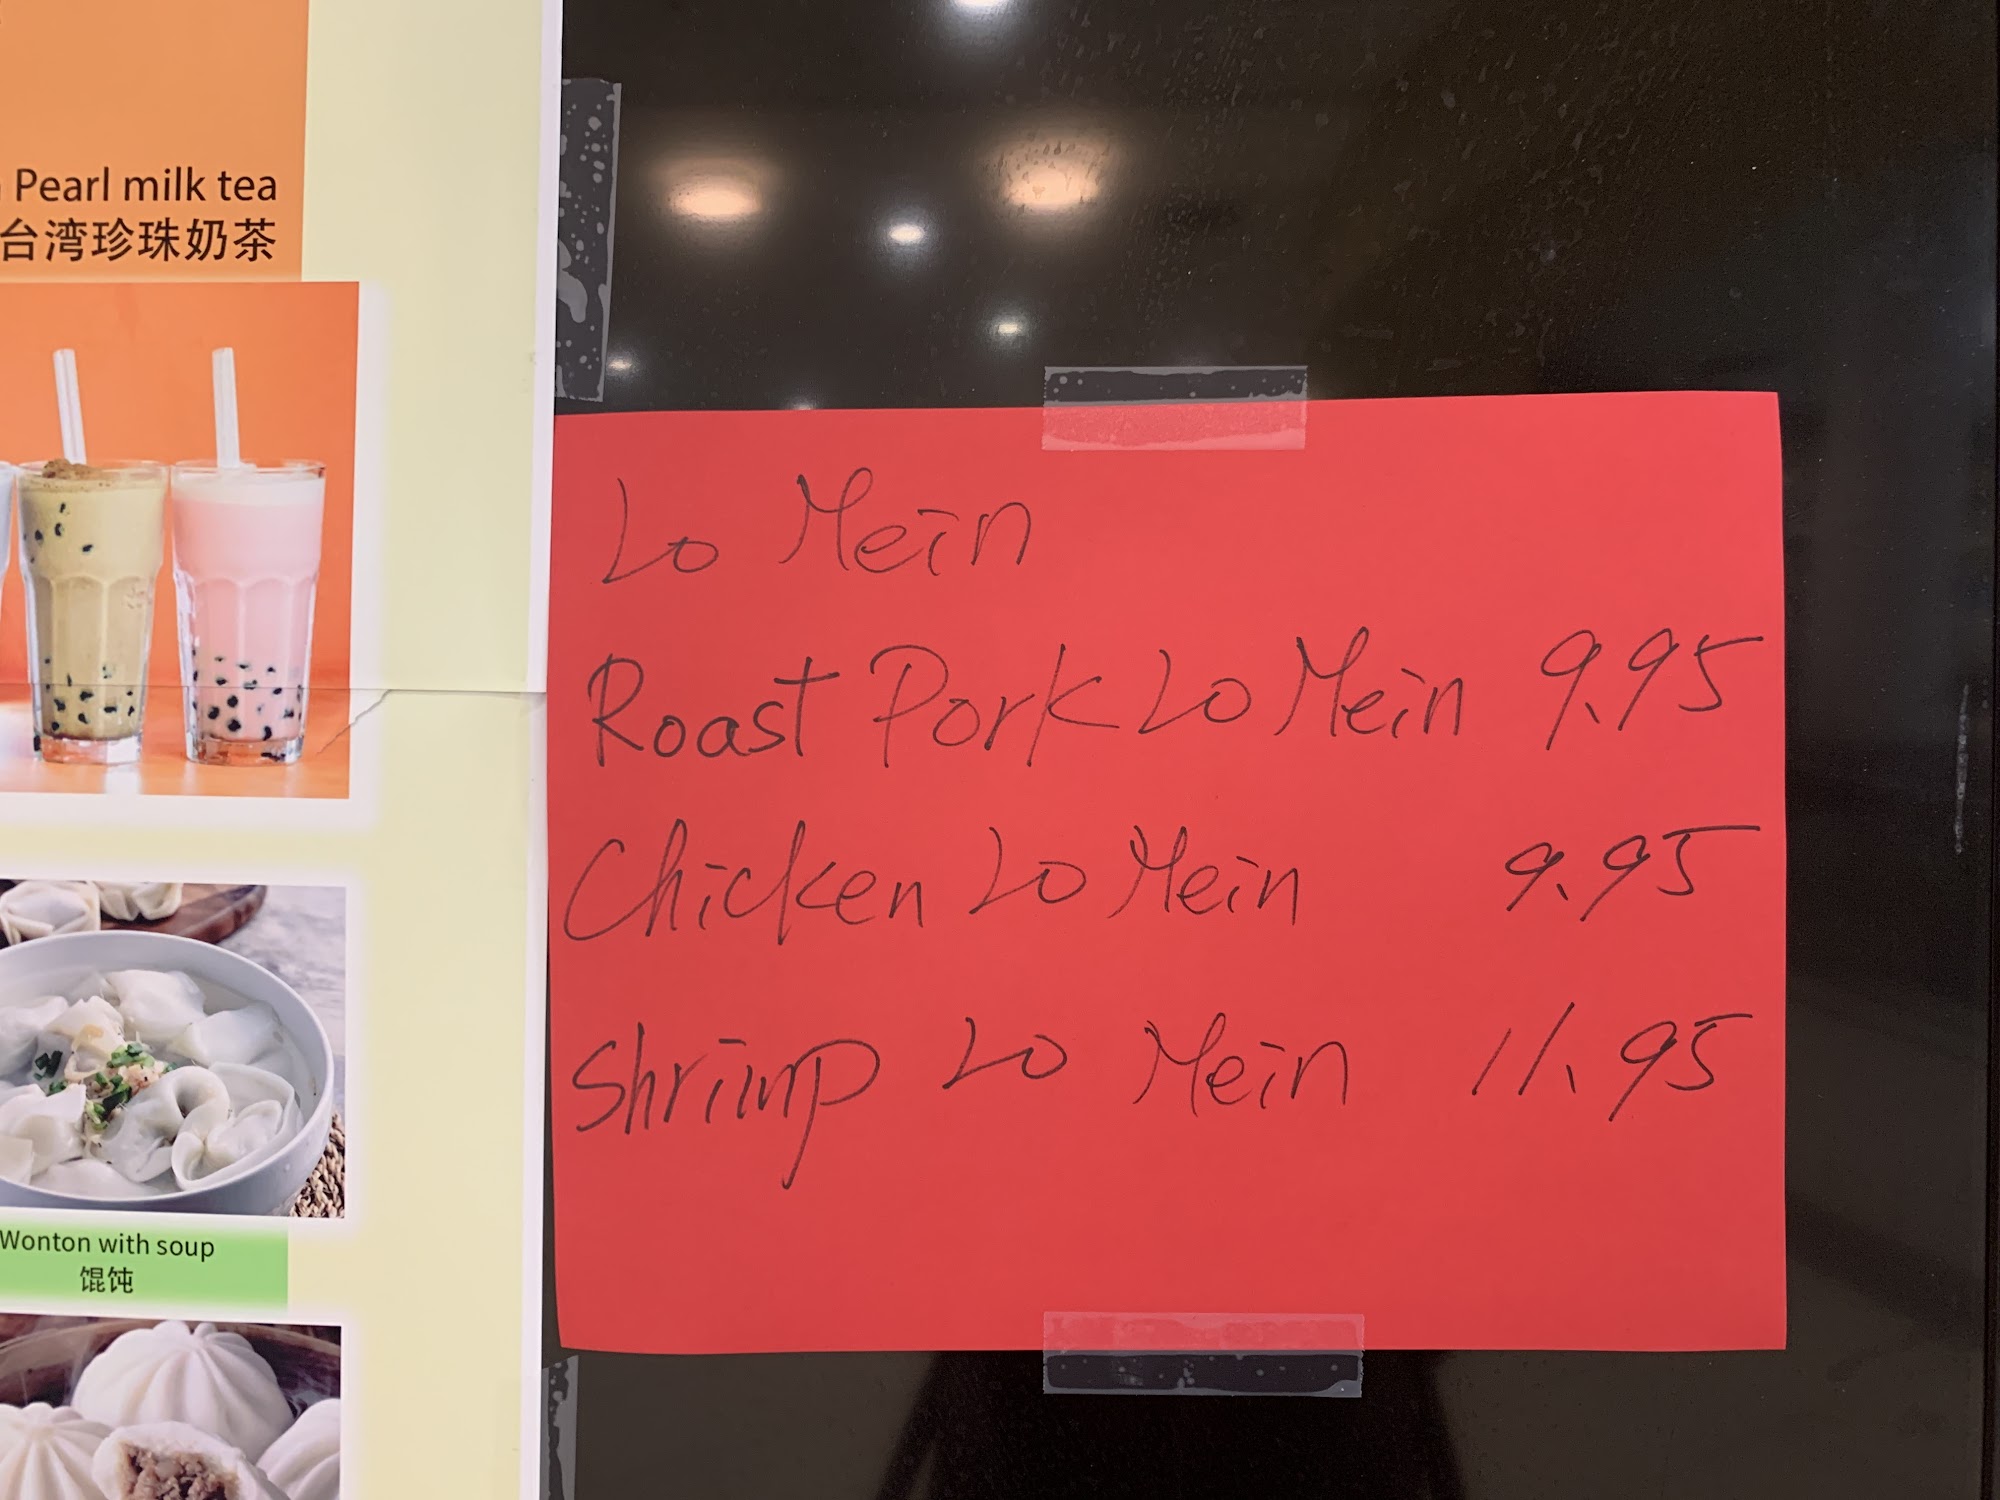 Pearl milk tea
台湾珍珠奶茶
Lo Mein
Roast Pork Lo Mein 9.95
Chicken Lo Mein 9.95
Shrimp Lo Mein 11.95
Wonton with soup
馄饨